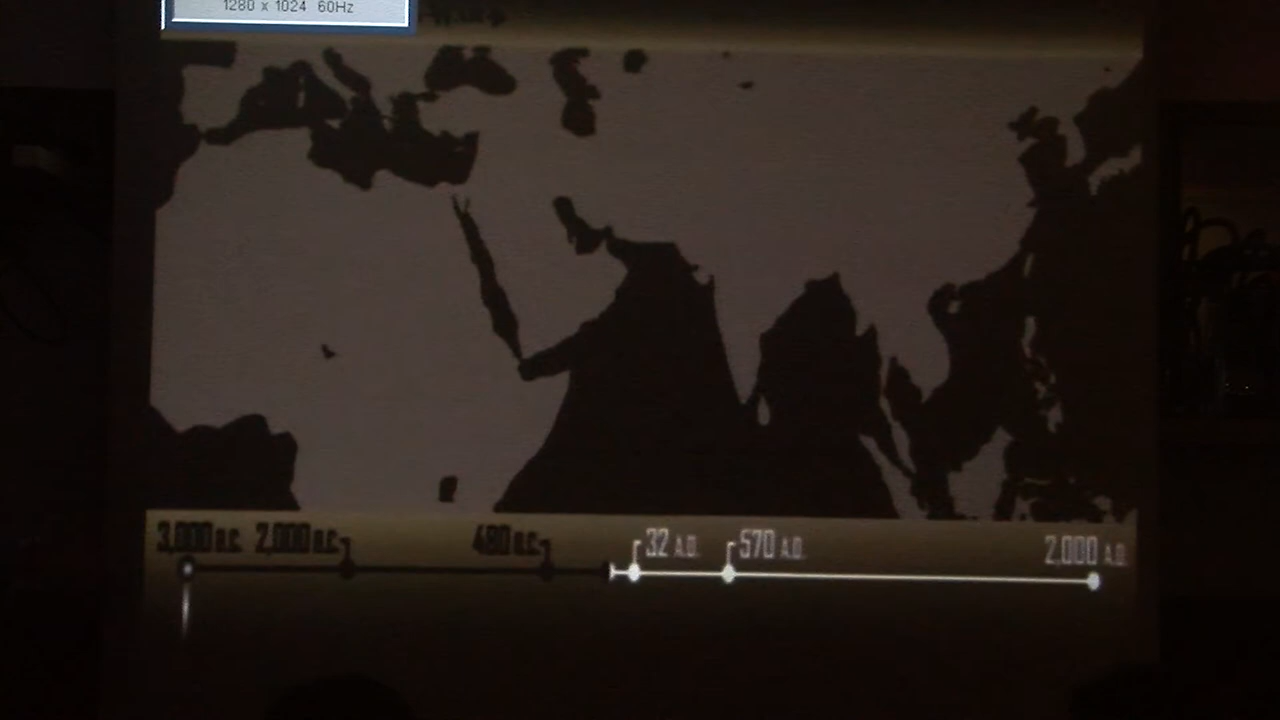 1280 x 1024 60Hz
3,000 B.C. 2,000 B.C. 480 B.C. 32 A.D. 570 A.D. 2,000 A.D.